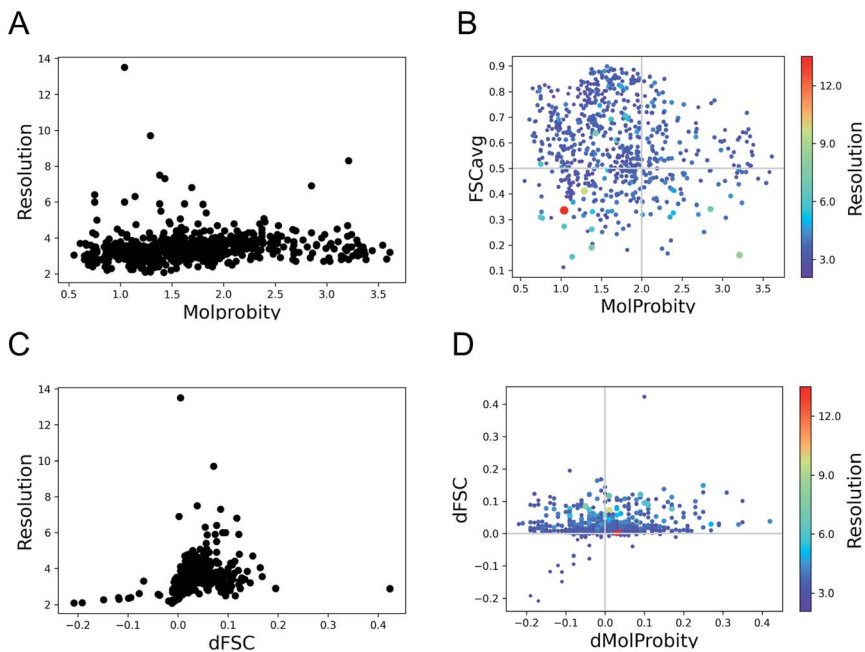 A
Resolution
14
12
10
8
6
4
2
0.5 1.0 1.5 2.0 2.5 3.0 3.5
Molprobity
B
FSCavg
0.9
0.8
0.7
0.6
0.5
0.4
0.3
0.2
0.1
0.5 1.0 1.5 2.0 2.5 3.0 3.5
MolProbity
12.0
9.0
6.0
3.0
Resolution
C
Resolution
14
12
10
8
6
4
2
−0.2 −0.1 0.0 0.1 0.2 0.3 0.4
dFSC
D
dFSC
0.4
0.3
0.2
0.1
0.0
−0.1
−0.2
−0.2 −0.1 0.0 0.1 0.2 0.3 0.4
dMolProbity
12.0
9.0
6.0
3.0
Resolution